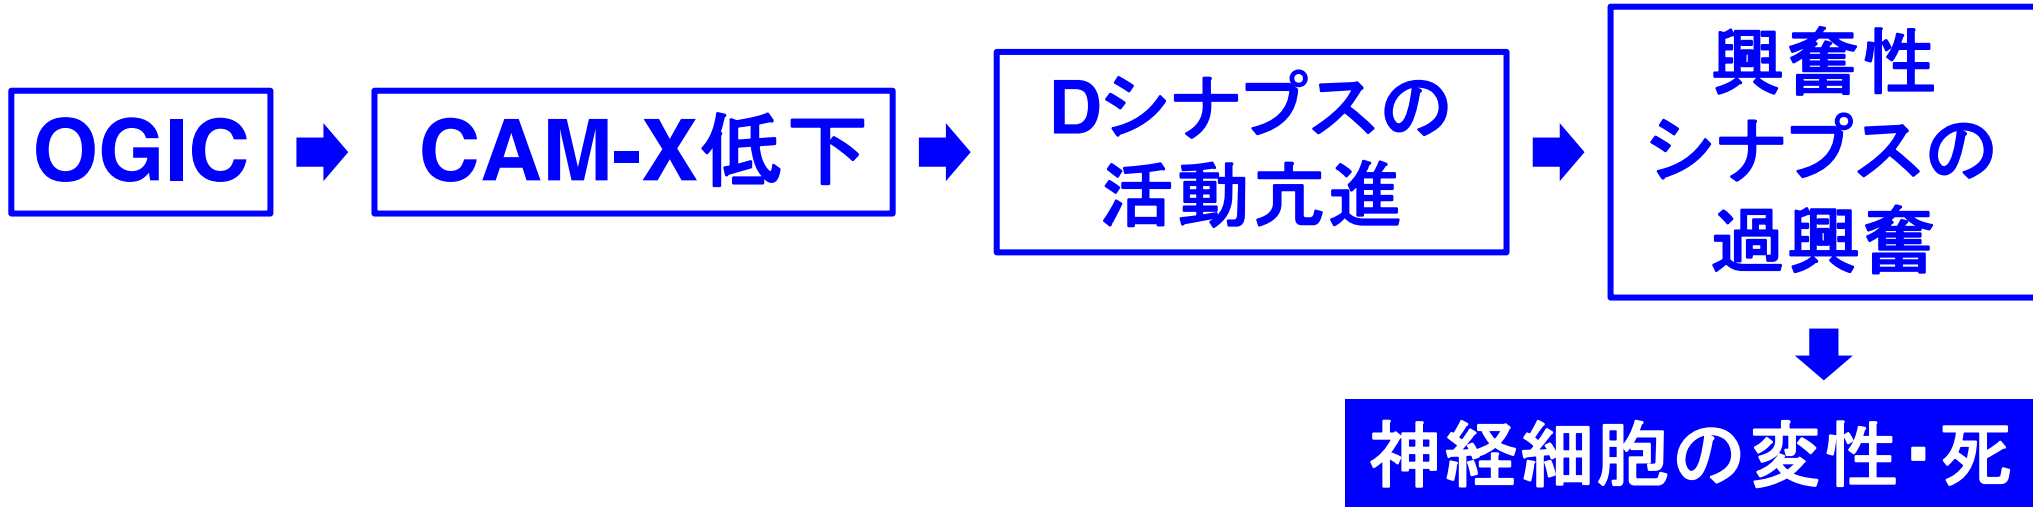 OGIC
CAM-X低下
Dシナプスの
活動亢進
興奮性
シナプスの
過興奮
神経細胞の変性・死